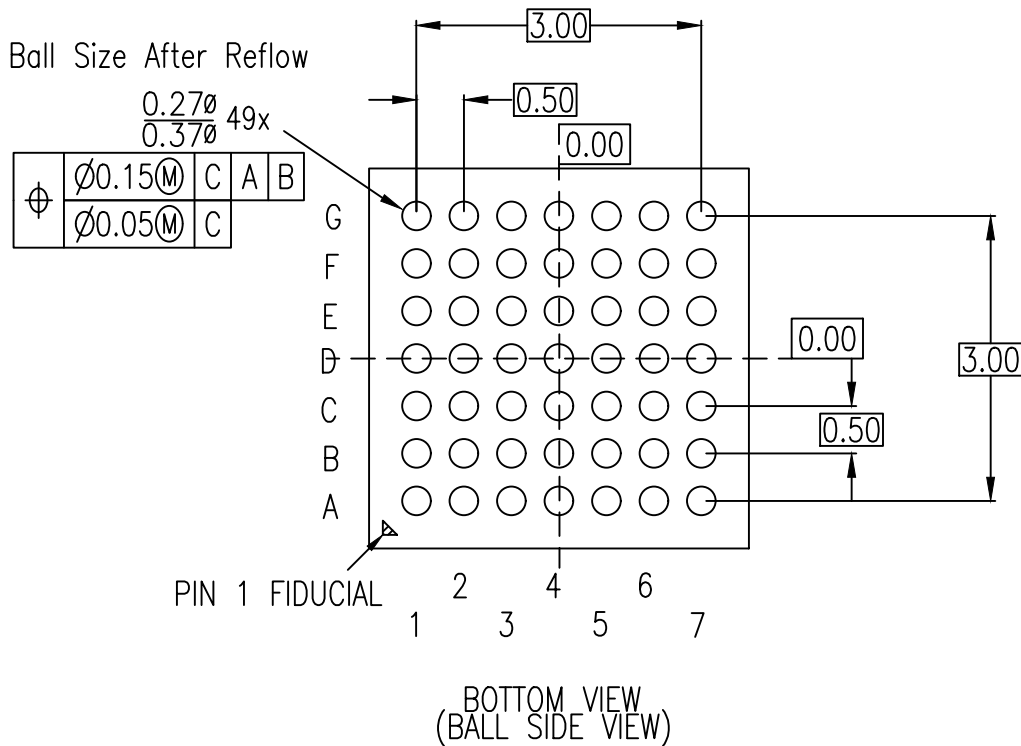 3.00
Ball Size After Reflow
0.50
0.27ø
0.37ø 49x
0.00
Ø0.15Ⓜ C A B
Ø0.05Ⓜ C
G
F
E
0.00
D
3.00
C
0.50
B
A
PIN 1 FIDUCIAL
2 4 6
1 3 5 7
BOTTOM VIEW
(BALL SIDE VIEW)